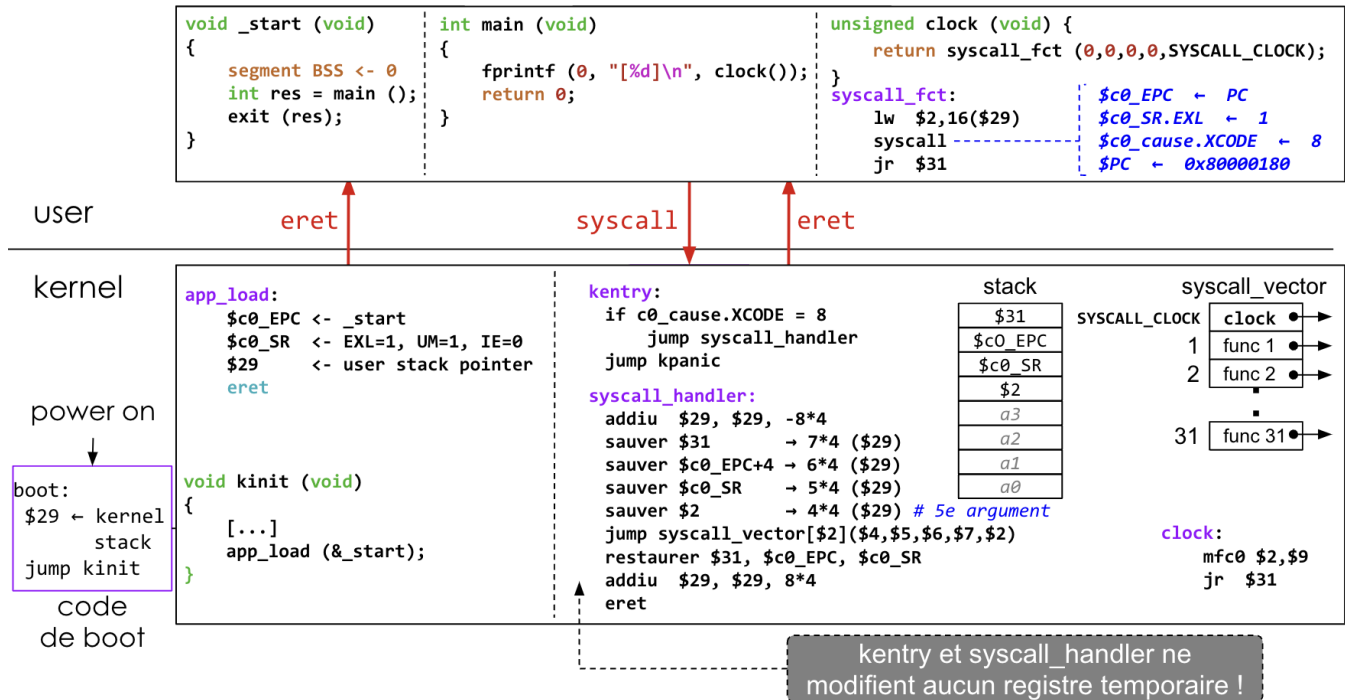 void _start (void)
{
segment BSS <- 0
int res = main ();
exit (res);
}
int main (void)
{
fprintf (0, "[%d]\n", clock());
return 0;
}
unsigned clock (void) {
return syscall_fct (0,0,0,0,SYSCALL_CLOCK);
}
syscall_fct:
lw $2,16($29)
syscall
jr $31
$c0_EPC ← PC
$c0_SR.EXL ← 1
$c0_cause.XCODE ← 8
$PC ← 0x80000180
user
eret
syscall
eret
kernel
app_load:
$c0_EPC <- _start
$c0_SR <- EXL=1, UM=1, IE=0
$29 <- user stack pointer
eret
power on
boot:
$29 ← kernel
stack
jump kinit
code
de boot
void kinit (void)
{
[...]
app_load (&_start);
}
kentry:
if c0_cause.XCODE = 8
jump syscall_handler
jump kpanic
syscall_handler:
addiu $29, $29, -8*4
sauver $31 → 7*4 ($29)
sauver $c0_EPC+4 → 6*4 ($29)
sauver $c0_SR → 5*4 ($29)
sauver $2 → 4*4 ($29) # 5e argument
jump syscall_vector[$2]($4,$5,$6,$7,$2)
restaurer $31, $c0_EPC, $c0_SR
addiu $29, $29, 8*4
eret
stack
$31
$cO_EPC
$c0_SR
$2
a3
a2
a1
a0
syscall_vector
SYSCALL_CLOCK clock
1 func 1
2 func 2
31 func 31
clock:
mfc0 $2,$9
jr $31
kentry et syscall_handler ne
modifient aucun registre temporaire !